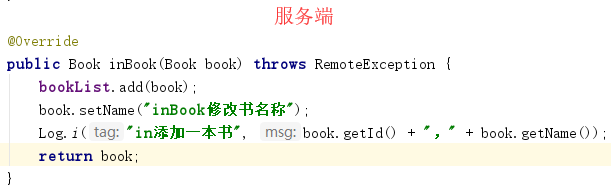 服务端
@Override
public Book inBook(Book book) throws RemoteException {
bookList.add(book);
book.setName("inBook修改书名称");
Log.i( tag: "in添加一本书", msg: book.getId() + "，" + book.getName());
return book;
}